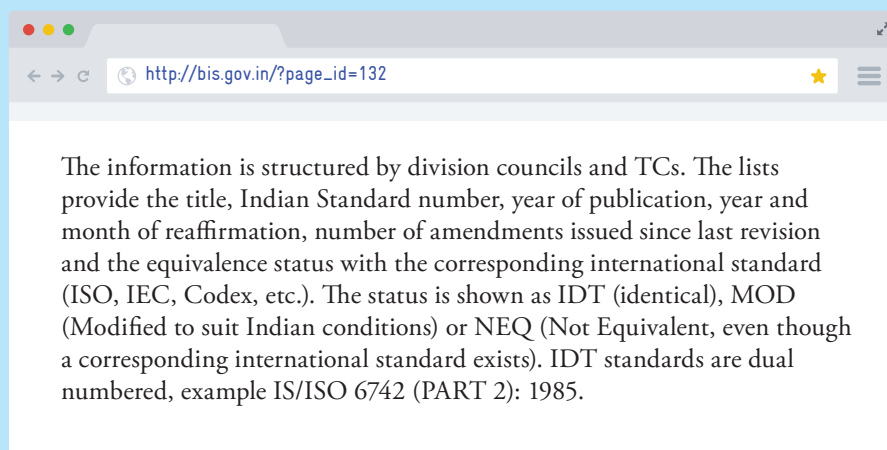 http://bis.gov.in/?page_id=132
The information is structured by division councils and TCs. The lists
provide the title, Indian Standard number, year of publication, year and
month of reaffirmation, number of amendments issued since last revision
and the equivalence status with the corresponding international standard
(ISO, IEC, Codex, etc.). The status is shown as IDT (identical), MOD
(Modified to suit Indian conditions) or NEQ (Not Equivalent, even though
a corresponding international standard exists). IDT standards are dual
numbered, example IS/ISO 6742 (PART 2): 1985.